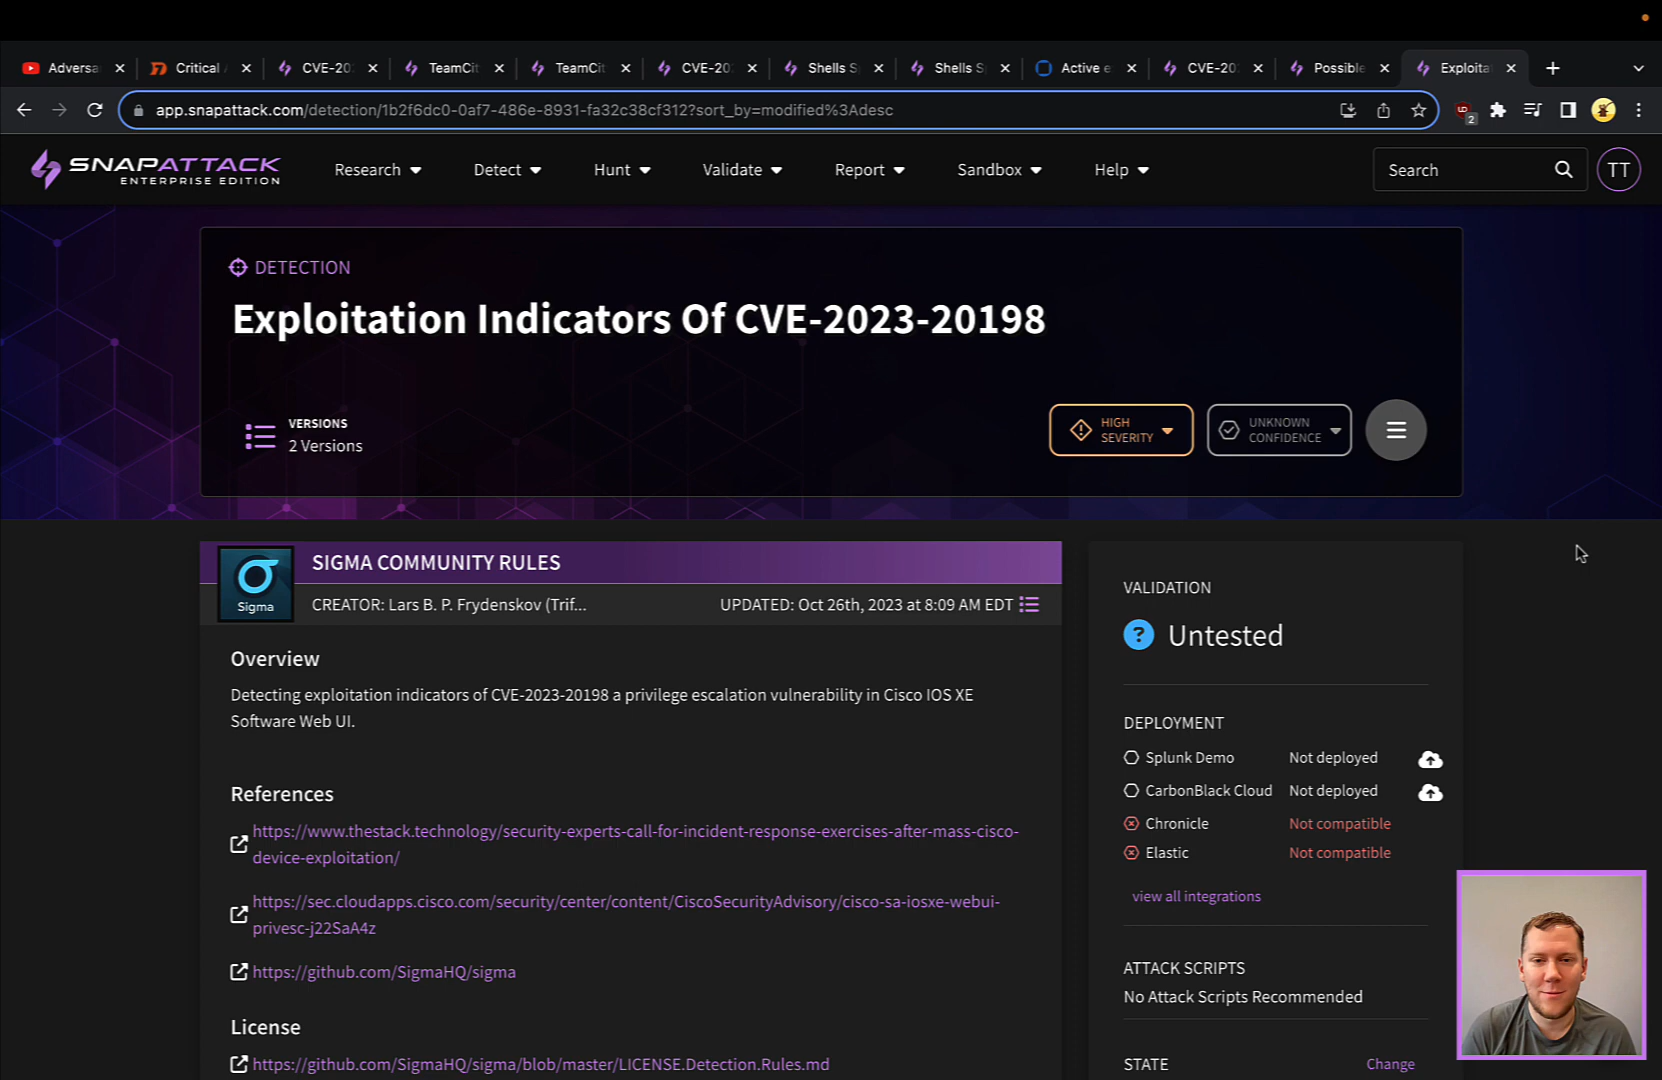 Adversa
Critical
CVE-20
TeamCit
TeamCit
CVE-20
Shells S
Shells S
Active e
CVE-20
Possible
Exploita
app.snapattack.com/detection/1b2f6dc0-0af7-486e-8931-fa32c38cf312?sort_by=modified%3Adesc
2
SNAPATTACK
ENTERPRISE EDITION
Research
Detect
Hunt
Validate
Report
Sandbox
Help
Search
TT
DETECTION
Exploitation Indicators Of CVE-2023-20198
VERSIONS
2 Versions
HIGH
SEVERITY
UNKNOWN
CONFIDENCE
Sigma
SIGMA COMMUNITY RULES
CREATOR: Lars B. P. Frydenskov (Trif...
UPDATED: Oct 26th, 2023 at 8:09 AM EDT
Overview
Detecting exploitation indicators of CVE-2023-20198 a privilege escalation vulnerability in Cisco IOS XE
Software Web UI.
References
https://www.thestack.technology/security-experts-call-for-incident-response-exercises-after-mass-cisco-
device-exploitation/
https://sec.cloudapps.cisco.com/security/center/content/CiscoSecurityAdvisory/cisco-sa-iosxe-webui-
privesc-j22SaA4z
https://github.com/SigmaHQ/sigma
License
https://github.com/SigmaHQ/sigma/blob/master/LICENSE.Detection.Rules.md
VALIDATION
? Untested
DEPLOYMENT
Splunk Demo Not deployed
CarbonBlack Cloud Not deployed
Chronicle Not compatible
Elastic Not compatible
view all integrations
ATTACK SCRIPTS
No Attack Scripts Recommended
STATE Change